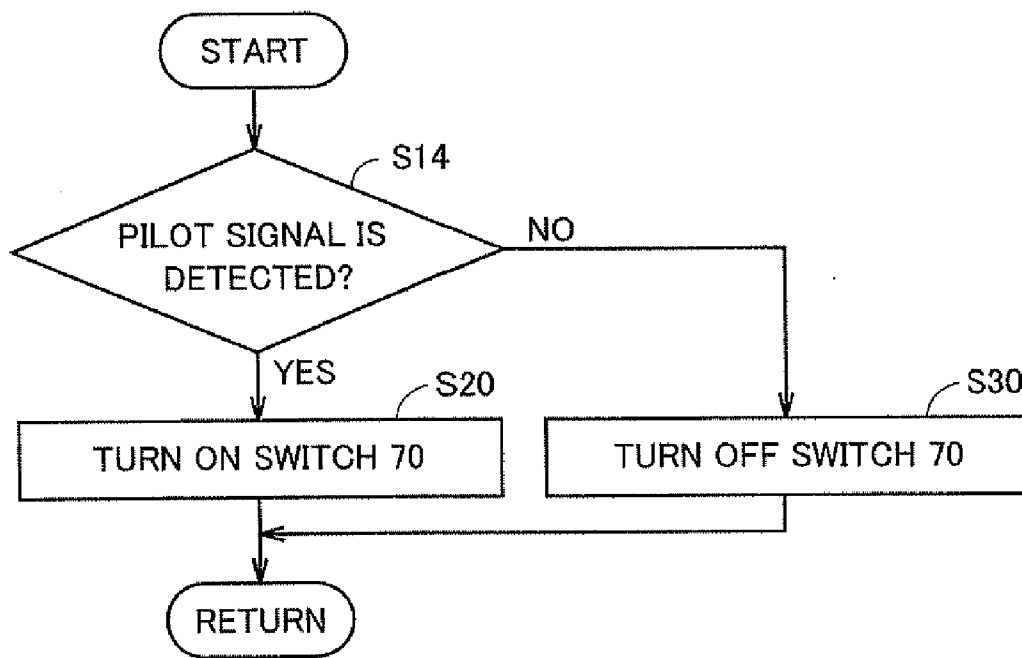 START
S14
PILOT SIGNAL IS
DETECTED?
NO
YES
S20
S30
TURN ON SWITCH 70
TURN OFF SWITCH 70
RETURN